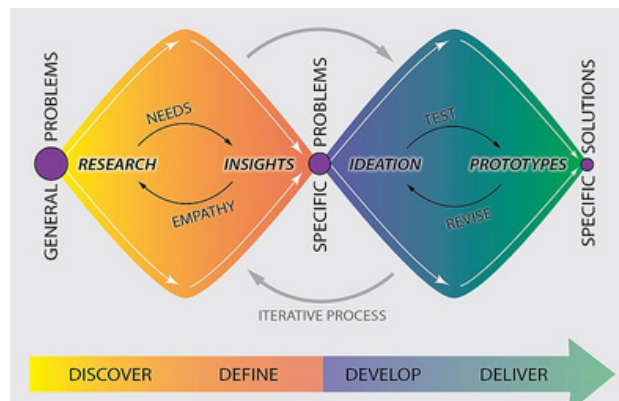 GENERAL PROBLEMS
RESEARCH
NEEDS
EMPATHY
INSIGHTS
SPECIFIC PROBLEMS
IDEATION
TEST
REVISE
PROTOTYPES
SPECIFIC SOLUTIONS
ITERATIVE PROCESS
DISCOVER DEFINE DEVELOP DELIVER